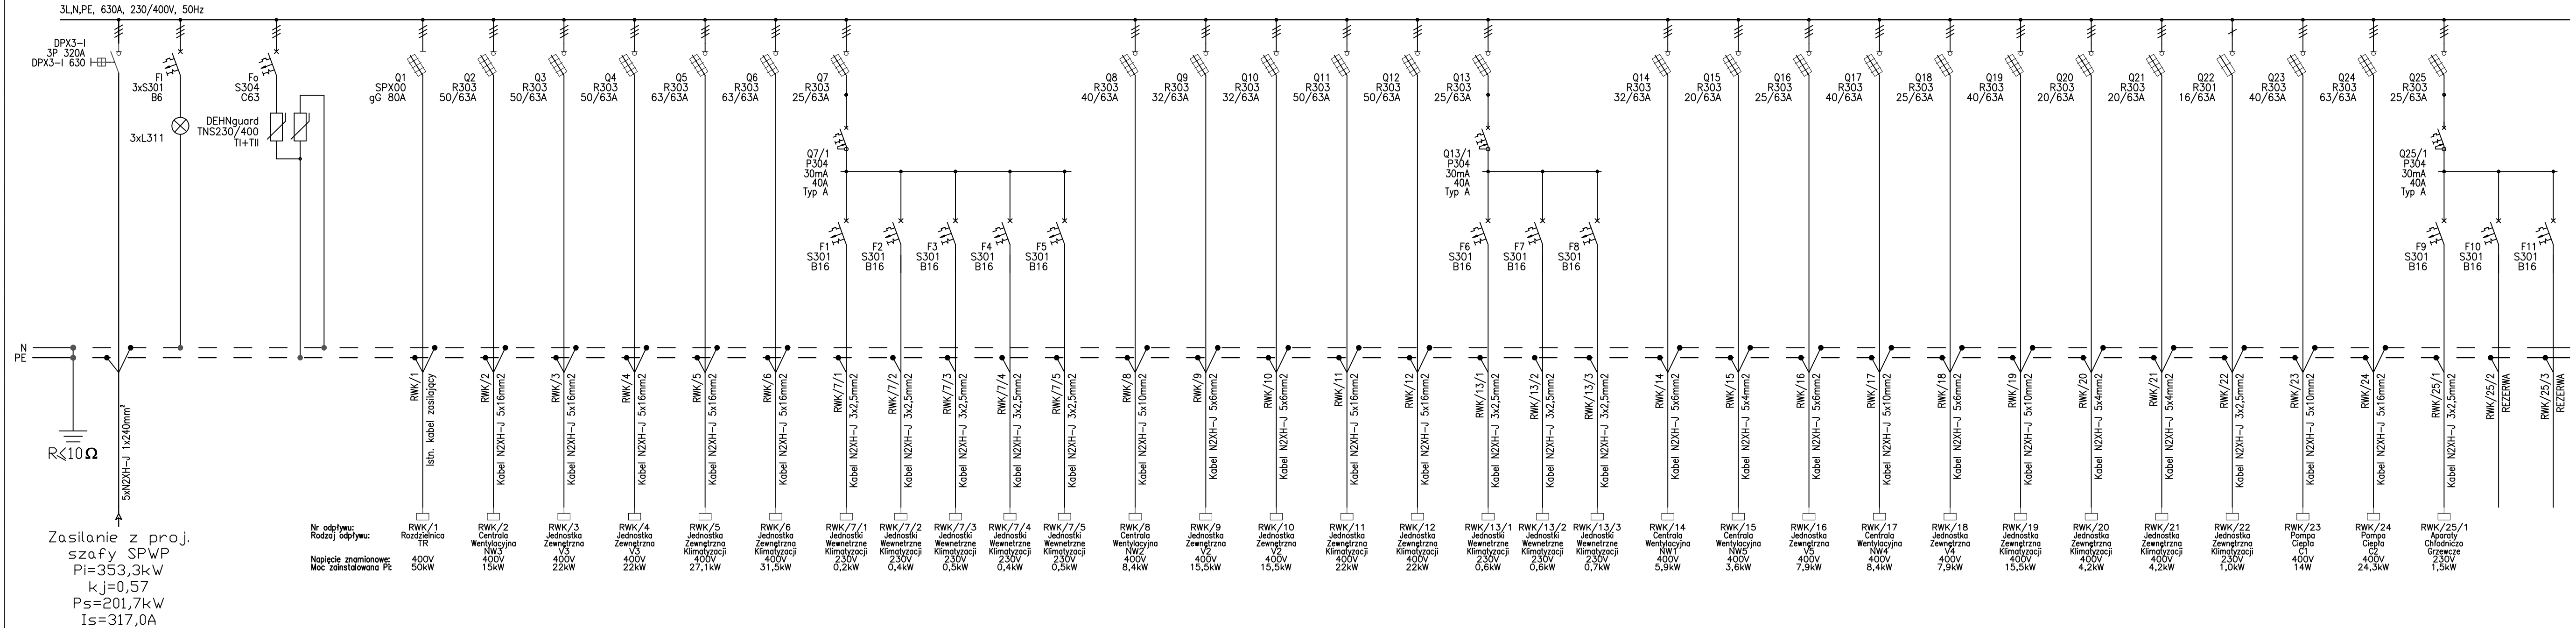 3L,N,PE, 630A, 230/400V, 50Hz
DPX3-I
3P 320A
DPX3-I 630
Fl
3xS301
B6
3xL311
Fo
S304
C63
DEHNguard
TNS230/400
TI+TII
Q1
SPX00
gG 80A
Q2
R303
50/63A
Q3
R303
50/63A
Q4
R303
50/63A
Q5
R303
63/63A
Q6
R303
63/63A
Q7
R303
25/63A
Q7/1
P304
30mA
40A
Typ A
F1
S301
B16
F2
S301
B16
F3
S301
B16
F4
S301
B16
F5
S301
B16
Q8
R303
40/63A
Q9
R303
32/63A
Q10
R303
32/63A
Q11
R303
50/63A
Q12
R303
50/63A
Q13
R303
25/63A
Q13/1
P304
30mA
40A
Typ A
F6
S301
B16
F7
S301
B16
F8
S301
B16
Q14
R303
32/63A
Q15
R303
20/63A
Q16
R303
25/63A
Q17
R303
40/63A
Q18
R303
25/63A
Q19
R303
40/63A
Q20
R303
20/63A
Q21
R303
20/63A
Q22
R301
16/63A
Q23
R303
40/63A
Q24
R303
63/63A
Q25
R303
25/63A
Q25/1
P304
30mA
40A
Typ A
F9
S301
B16
F10
S301
B16
F11
S301
B16
N
PE
R⩽10Ω
5xN2XH-J 1x240mm²
RWK/1
Istn. kabel zasilający
RWK/2
Kabel N2XH-J 5x16mm2
RWK/3
Kabel N2XH-J 5x16mm2
RWK/4
Kabel N2XH-J 5x16mm2
RWK/5
Kabel N2XH-J 5x16mm2
RWK/6
Kabel N2XH-J 5x16mm2
RWK/7/1
Kabel N2XH-J 3x2,5mm2
RWK/7/2
Kabel N2XH-J 3x2,5mm2
RWK/7/3
Kabel N2XH-J 3x2,5mm2
RWK/7/4
Kabel N2XH-J 3x2,5mm2
RWK/7/5
Kabel N2XH-J 3x2,5mm2
RWK/8
Kabel N2XH-J 5x10mm2
RWK/9
Kabel N2XH-J 5x6mm2
RWK/10
Kabel N2XH-J 5x6mm2
RWK/11
Kabel N2XH-J 5x16mm2
RWK/12
Kabel N2XH-J 5x16mm2
RWK/13/1
Kabel N2XH-J 3x2,5mm2
RWK/13/2
Kabel N2XH-J 3x2,5mm2
RWK/13/3
Kabel N2XH-J 3x2,5mm2
RWK/14
Kabel N2XH-J 5x6mm2
RWK/15
Kabel N2XH-J 5x4mm2
RWK/16
Kabel N2XH-J 5x6mm2
RWK/17
Kabel N2XH-J 5x10mm2
RWK/18
Kabel N2XH-J 5x6mm2
RWK/19
Kabel N2XH-J 5x10mm2
RWK/20
Kabel N2XH-J 5x4mm2
RWK/21
Kabel N2XH-J 5x4mm2
RWK/22
Kabel N2XH-J 3x2,5mm2
RWK/23
Kabel N2XH-J 5x10mm2
RWK/24
Kabel N2XH-J 5x16mm2
RWK/25/1
Kabel N2XH-J 3x2,5mm2
RWK/25/2
REZERWA
RWK/25/3
REZERWA
Zasilanie z proj.
szafy SPWP
Pi=353,3kW
kj=0,57
Ps=201,7kW
Is=317,0A
Nr odpływu:
Rodzaj odpływu:
Napięcie znamionowe:
Moc zainstalowana Pi:
RWK/1
Rozdzielnica
TR
400V
50kW
RWK/2
Centrala
Wentylacyjna
NW3
400V
15kW
RWK/3
Jednostka
Zewnętrzna
V3
400V
22kW
RWK/4
Jednostka
Zewnętrzna
V3
400V
22kW
RWK/5
Jednostka
Zewnętrzna
Klimatyzacji
400V
27,1kW
RWK/6
Jednostka
Zewnętrzna
Klimatyzacji
400V
31,5kW
RWK/7/1
Jednostki
Wewnetrzne
Klimatyzacji
230V
0,2kW
RWK/7/2
Jednostki
Wewnetrzne
Klimatyzacji
230V
0,4kW
RWK/7/3
Jednostki
Wewnetrzne
Klimatyzacji
230V
0,5kW
RWK/7/4
Jednostki
Wewnetrzne
Klimatyzacji
230V
0,4kW
RWK/7/5
Jednostki
Wewnetrzne
Klimatyzacji
230V
0,5kW
RWK/8
Centrala
Wentylacyjna
NW2
400V
8,4kW
RWK/9
Jednostka
Zewnętrzna
V2
400V
15,5kW
RWK/10
Jednostka
Zewnętrzna
V2
400V
15,5kW
RWK/11
Jednostka
Zewnętrzna
Klimatyzacji
400V
22kW
RWK/12
Jednostka
Zewnętrzna
Klimatyzacji
400V
22kW
RWK/13/1
Jednostki
Wewnetrzne
Klimatyzacji
230V
0,6kW
RWK/13/2
Jednostki
Wewnetrzne
Klimatyzacji
230V
0,6kW
RWK/13/3
Jednostki
Wewnetrzne
Klimatyzacji
230V
0,7kW
RWK/14
Centrala
Wentylacyjna
NW1
400V
5,9kW
RWK/15
Centrala
Wentylacyjna
NW5
400V
3,6kW
RWK/16
Jednostka
Zewnętrzna
V5
400V
7,9kW
RWK/17
Centrala
Wentylacyjna
NW4
400V
8,4kW
RWK/18
Jednostka
Zewnętrzna
V4
400V
7,9kW
RWK/19
Jednostka
Zewnętrzna
Klimatyzacji
400V
15,5kW
RWK/20
Jednostka
Zewnętrzna
Klimatyzacji
400V
4,2kW
RWK/21
Jednostka
Zewnętrzna
Klimatyzacji
400V
4,2kW
RWK/22
Jednostka
Zewnętrzna
Klimatyzacji
230V
1,0kW
RWK/23
Pompa
Ciepła
C1
400V
14W
RWK/24
Pompa
Ciepła
C2
400V
24,3kW
RWK/25/1
Aparaty
Chłodniczo
Grzewcze
230V
1,5kW